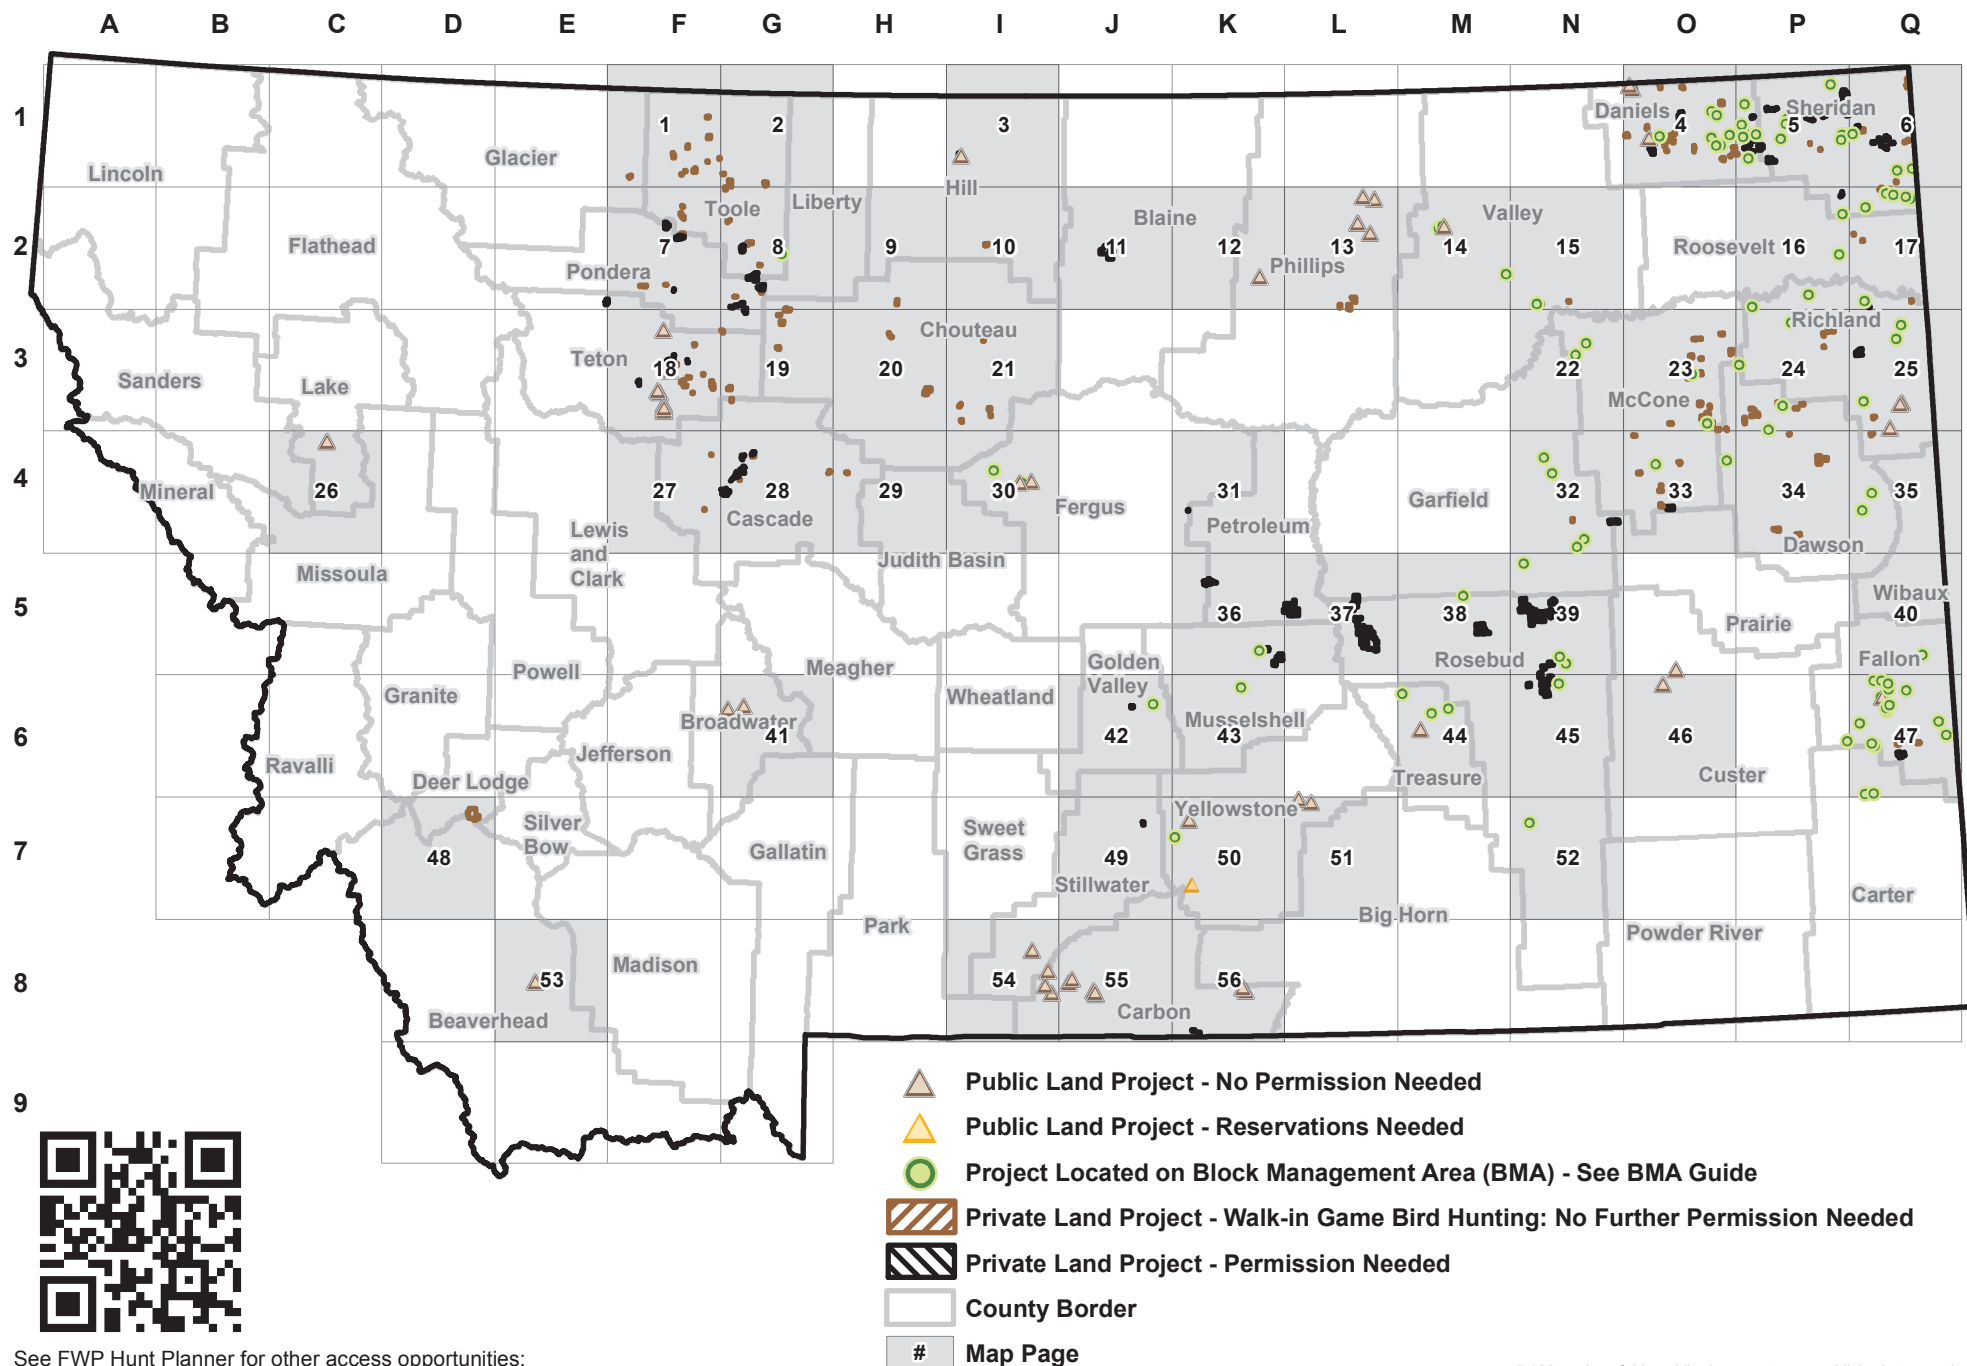 A B C D E F G H I J K L M N O P Q
1
Daniels
Sheridan
1 2 3 4 5 6
Glacier
Lincoln
Hill
Toole
Liberty
Blaine
Valley
2
Flathead
7 8 9 10 11 12 13 14 15 16 17
Roosevelt
Pondera
Phillips
Chouteau
Richland
3
Teton
18 19 20 21 22 23 24 25
Sanders
Lake
McCone
4
Mineral
26 27 28 29 30 31 32 33 34 35
Fergus
Garfield
Cascade
Petroleum
Lewis
and
Clark
Dawson
Judith Basin
Missoula
Wibaux
5
36 37 38 39 40
Prairie
Powell
Meagher
Golden
Valley
Rosebud
Fallon
Granite
Wheatland
Broadwater
Musselshell
6
41 42 43 44 45 46 47
Ravalli
Jefferson
Deer Lodge
Treasure
Custer
Yellowstone
Silver
Bow
Sweet
Grass
7
48
Gallatin
49 50 51 52
Stillwater
Carter
Big Horn
Park
Powder River
Madison
8
53 54 55 56
Beaverhead
Carbon
9
Public Land Project - No Permission Needed
Public Land Project - Reservations Needed
Project Located on Block Management Area (BMA) - See BMA Guide
Private Land Project - Walk-in Game Bird Hunting: No Further Permission Needed
Private Land Project - Permission Needed
County Border
# Map Page
See FWP Hunt Planner for other access opportunities: